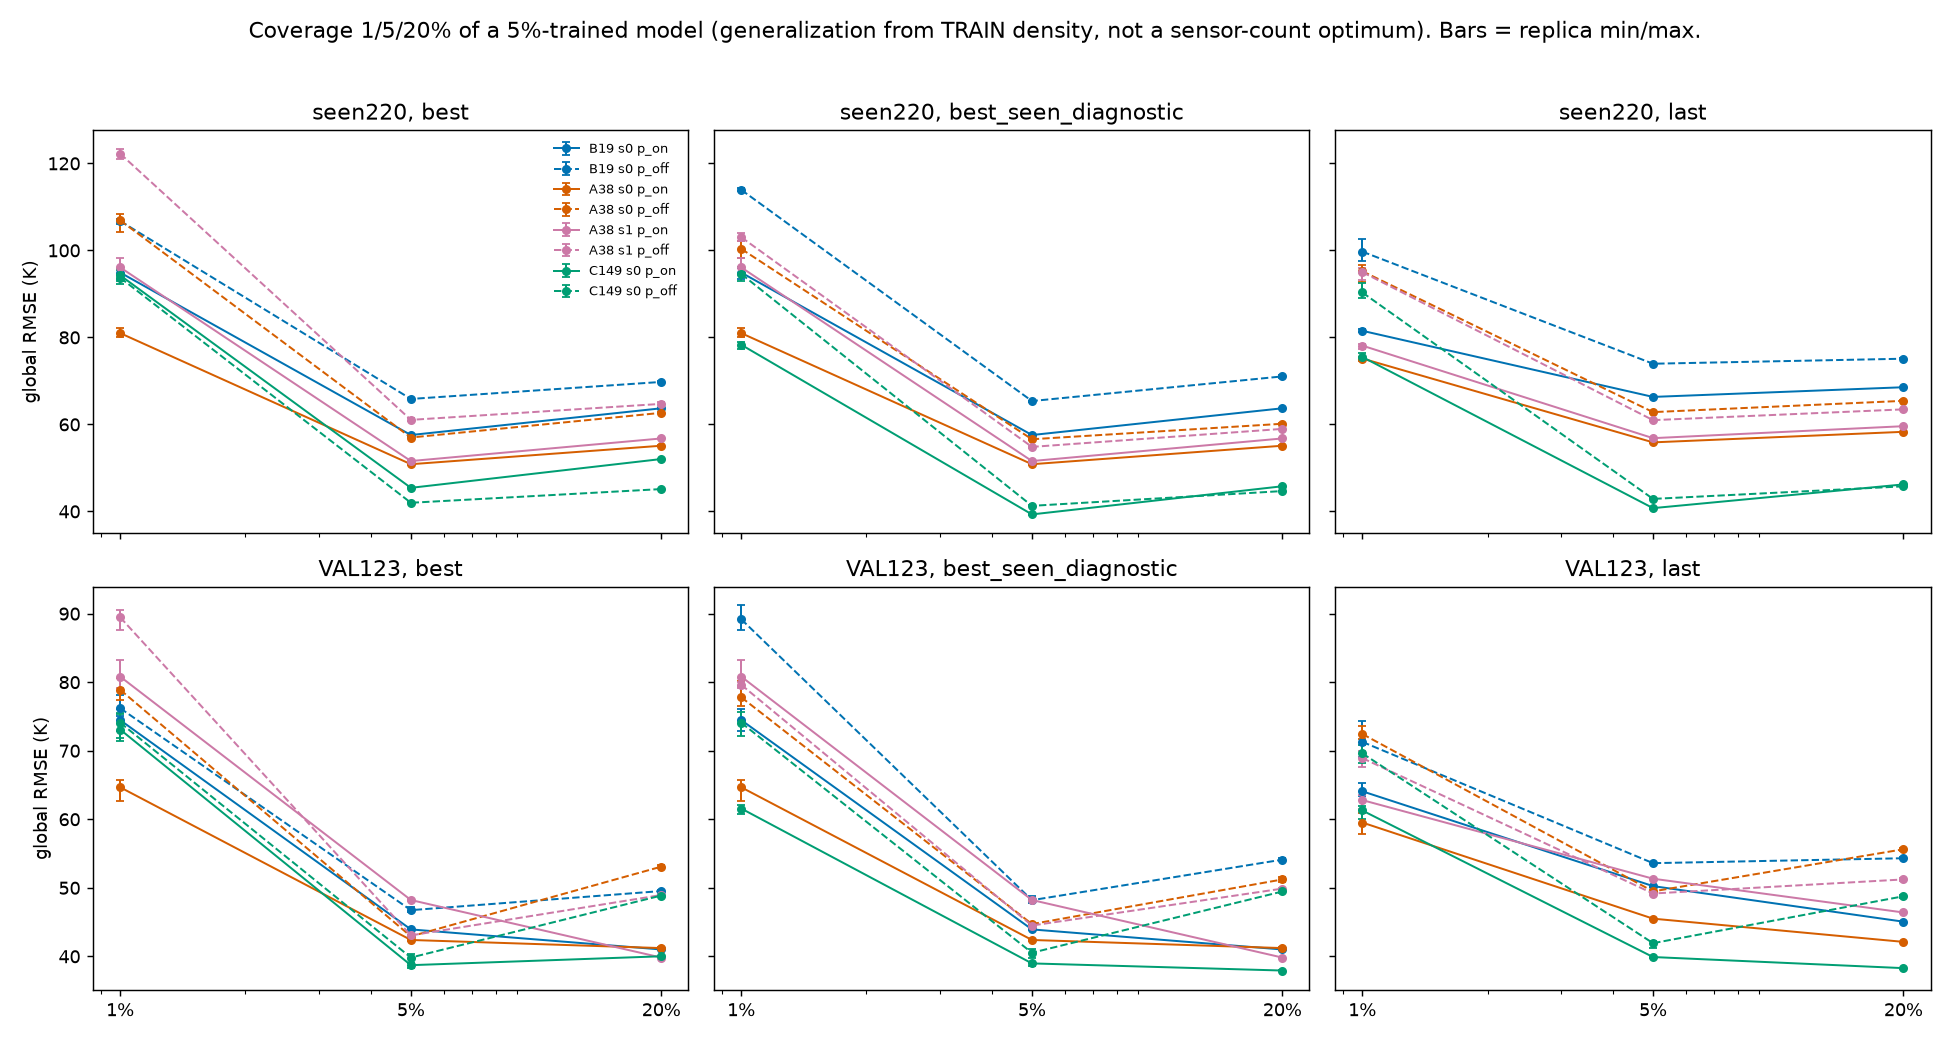 Coverage 1/5/20% of a 5%-trained model (generalization from TRAIN density, not a sensor-count optimum). Bars = replica min/max.
seen220, best
seen220, best_seen_diagnostic
seen220, last
global RMSE (K)
120
100
80
60
40
B19 s0 p_on
B19 s0 p_off
A38 s0 p_on
A38 s0 p_off
A38 s1 p_on
A38 s1 p_off
C149 s0 p_on
C149 s0 p_off
VAL123, best
VAL123, best_seen_diagnostic
VAL123, last
global RMSE (K)
90
80
70
60
50
40
1% 5% 20%
1% 5% 20%
1% 5% 20%